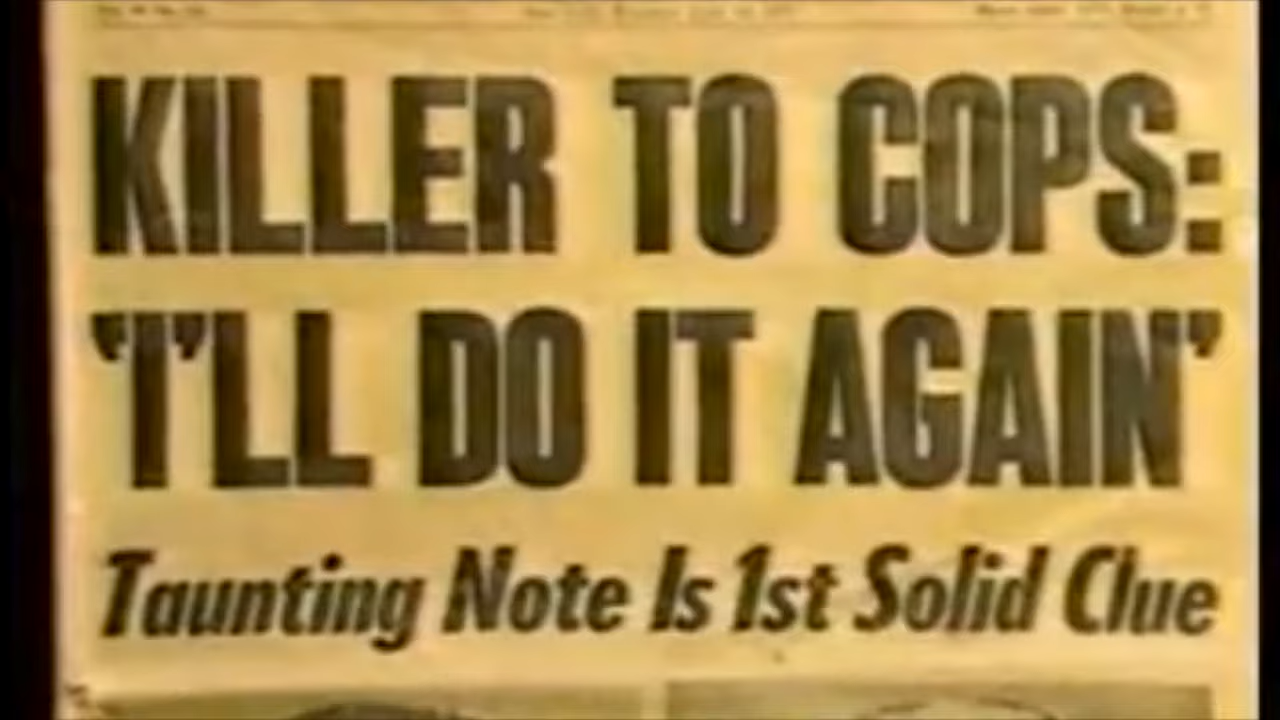 KILLER TO COPS:
'I'LL DO IT AGAIN'
Taunting Note Is 1st Solid Clue